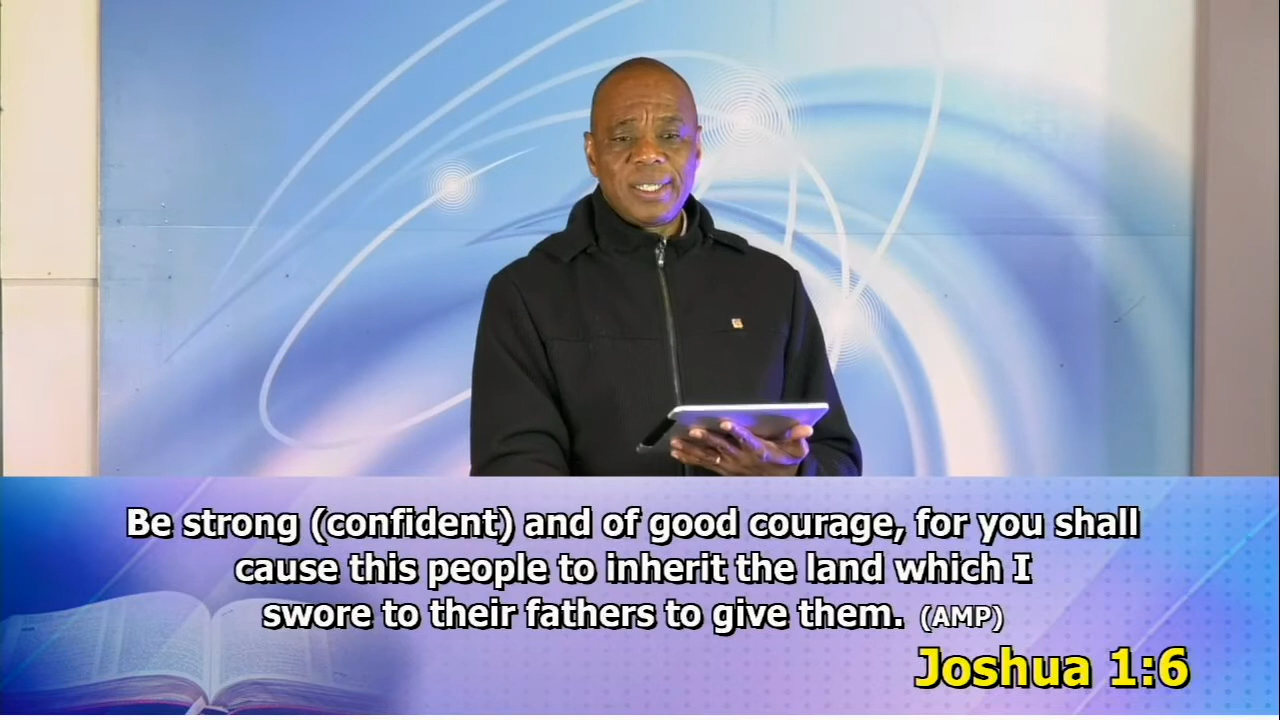 Be strong (confident) and of good courage, for you shall
cause this people to inherit the land which I
swore to their fathers to give them. (AMP)
Joshua 1:6